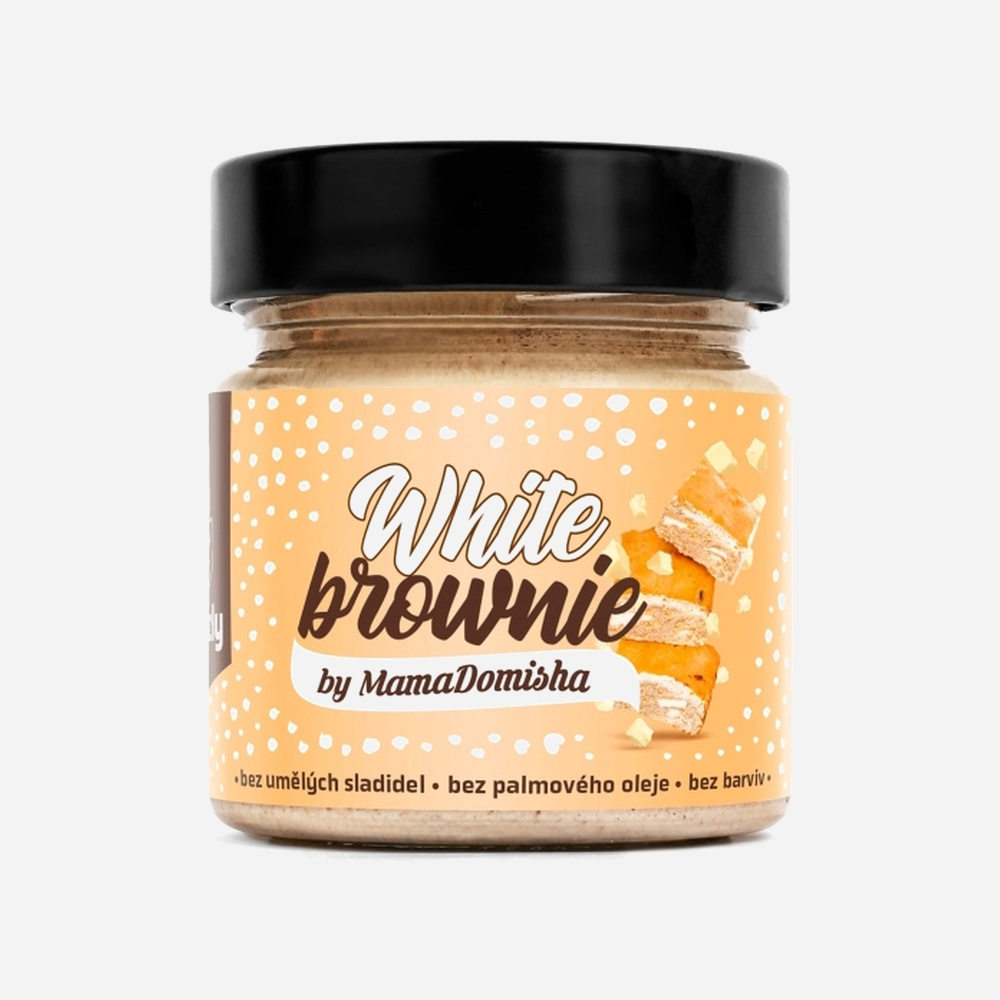 White
brownie
by MamaDomisha
•bez umělých sladidel • bez palmového oleje • bez barviv•